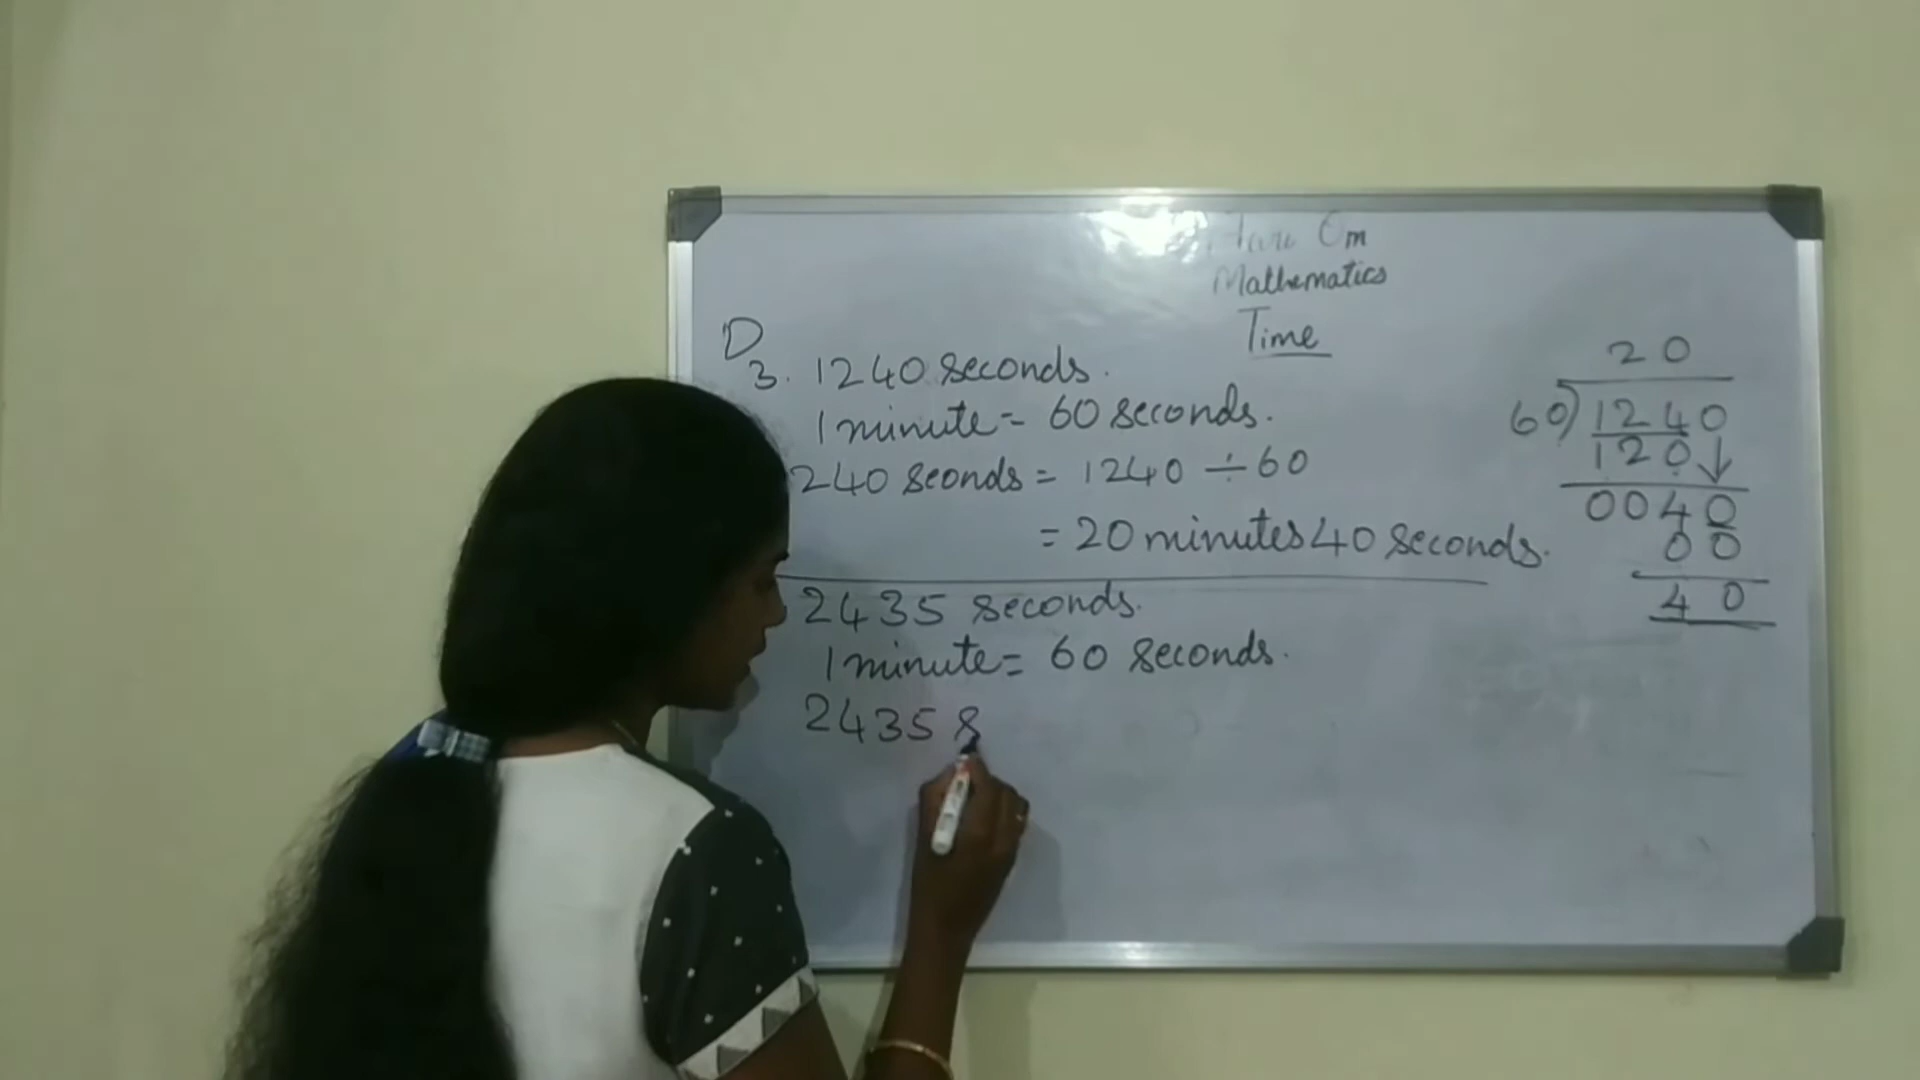 Hari Om
Mathematics
Time
D
3. 1240 seconds.
1 minute = 60 seconds.
240 seonds = 1240 ÷ 60
= 20 minutes 40 seconds.
2435 seconds.
1 minute = 60 seconds.
2435 s
20
60) 1240
120↓
0040
00
40